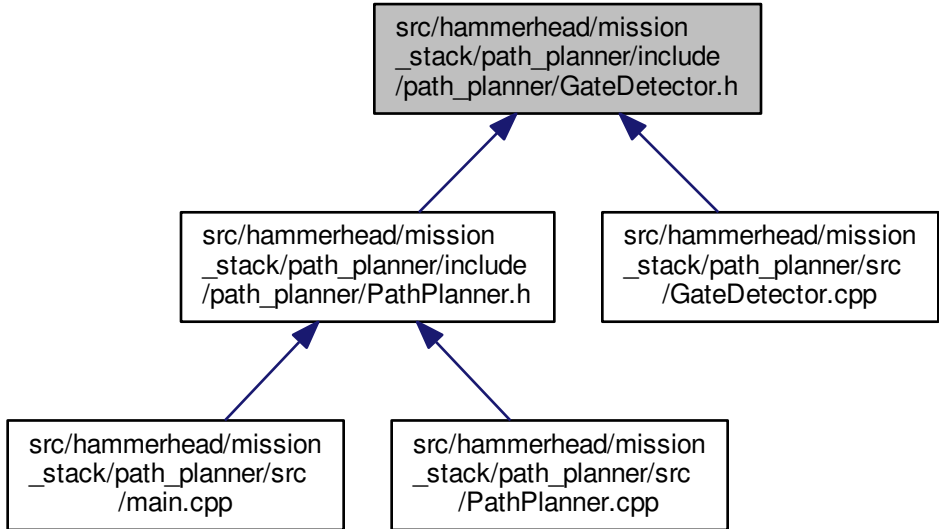 src/hammerhead/mission
_stack/path_planner/include
/path_planner/GateDetector.h
src/hammerhead/mission
_stack/path_planner/include
/path_planner/PathPlanner.h
src/hammerhead/mission
_stack/path_planner/src
/GateDetector.cpp
src/hammerhead/mission
_stack/path_planner/src
/main.cpp
src/hammerhead/mission
_stack/path_planner/src
/PathPlanner.cpp